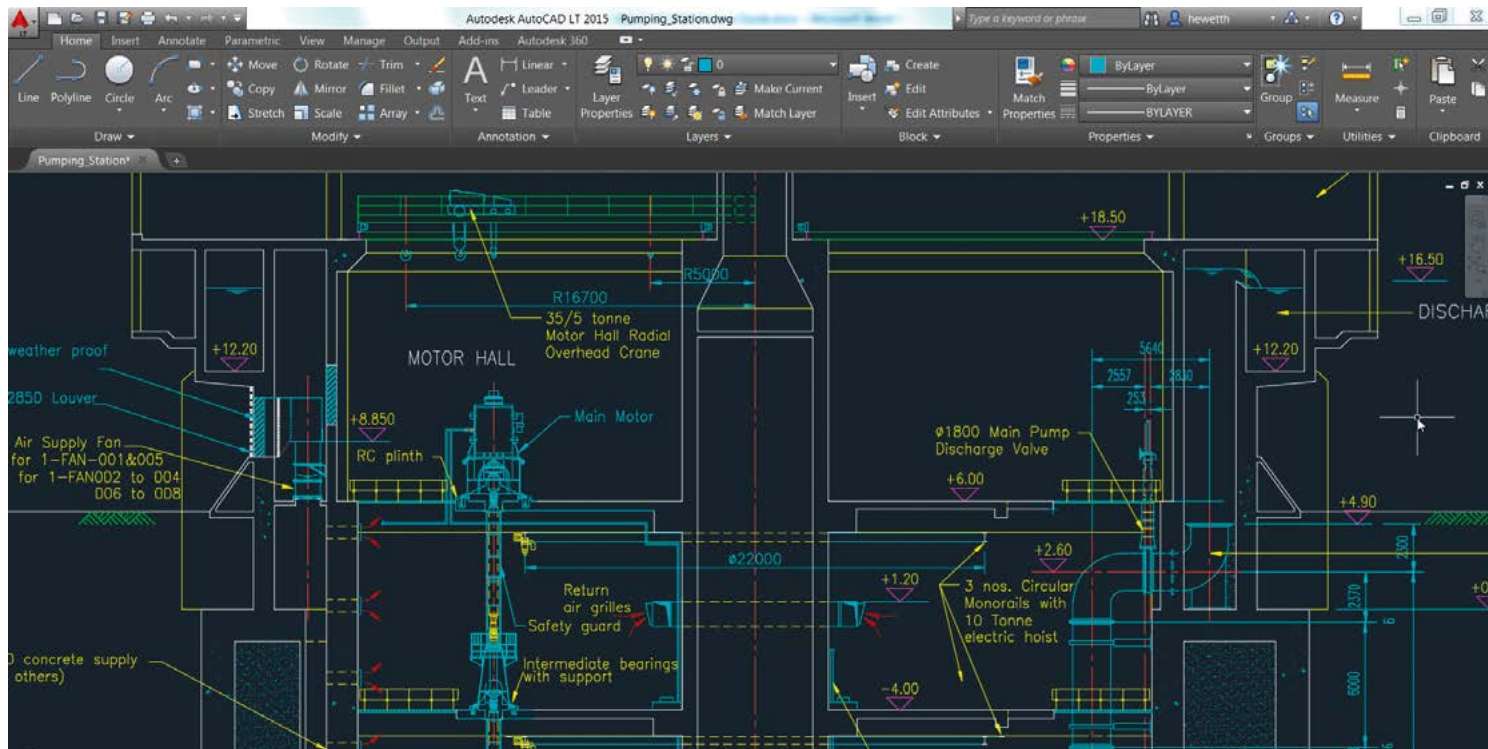 Autodesk AutoCAD LT 2015 Pumping_Station.dwg
Type a keyword or phrase
hewetth
LT
Home Insert Annotate Parametric View Manage Output Add-ins Autodesk 360
Line Polyline Circle Arc
Draw
Move Rotate Trim
Copy Mirror Fillet
Stretch Scale Array
Modify
Text
Linear
Leader
Table
Annotation
Layer
Properties
0
Make Current
Match Layer
Layers
Insert
Create
Edit
Edit Attributes
Block
Match
Properties
ByLayer
ByLayer
BYLAYER
Properties
Group
Groups
Measure
Utilities
Paste
Clipboard
Pumping_Station*
+18.50
+16.50
R5000
R16700
35/5 tonne
Motor Hall Radial
Overhead Crane
DISCHAR
weather proof
+12.20
MOTOR HALL
5640
+12.20
2557
2830
253
285D Louver
Main Motor
+8.850
Air Supply Fan
for 1-FAN-001&005
for 1-FAN002 to 004
006 to 008
RC plinth
ø1800 Main Pump
Discharge Valve
+6.00
+4.90
2300
ø22000
+2.60
+1.20
Return
air grilles
Safety guard
3 nos. Circular
Monorails with
10 Tonne
electric hoist
2370
+0
6
concrete supply
others)
Intermediate bearings
with support
-4.00
6000
6